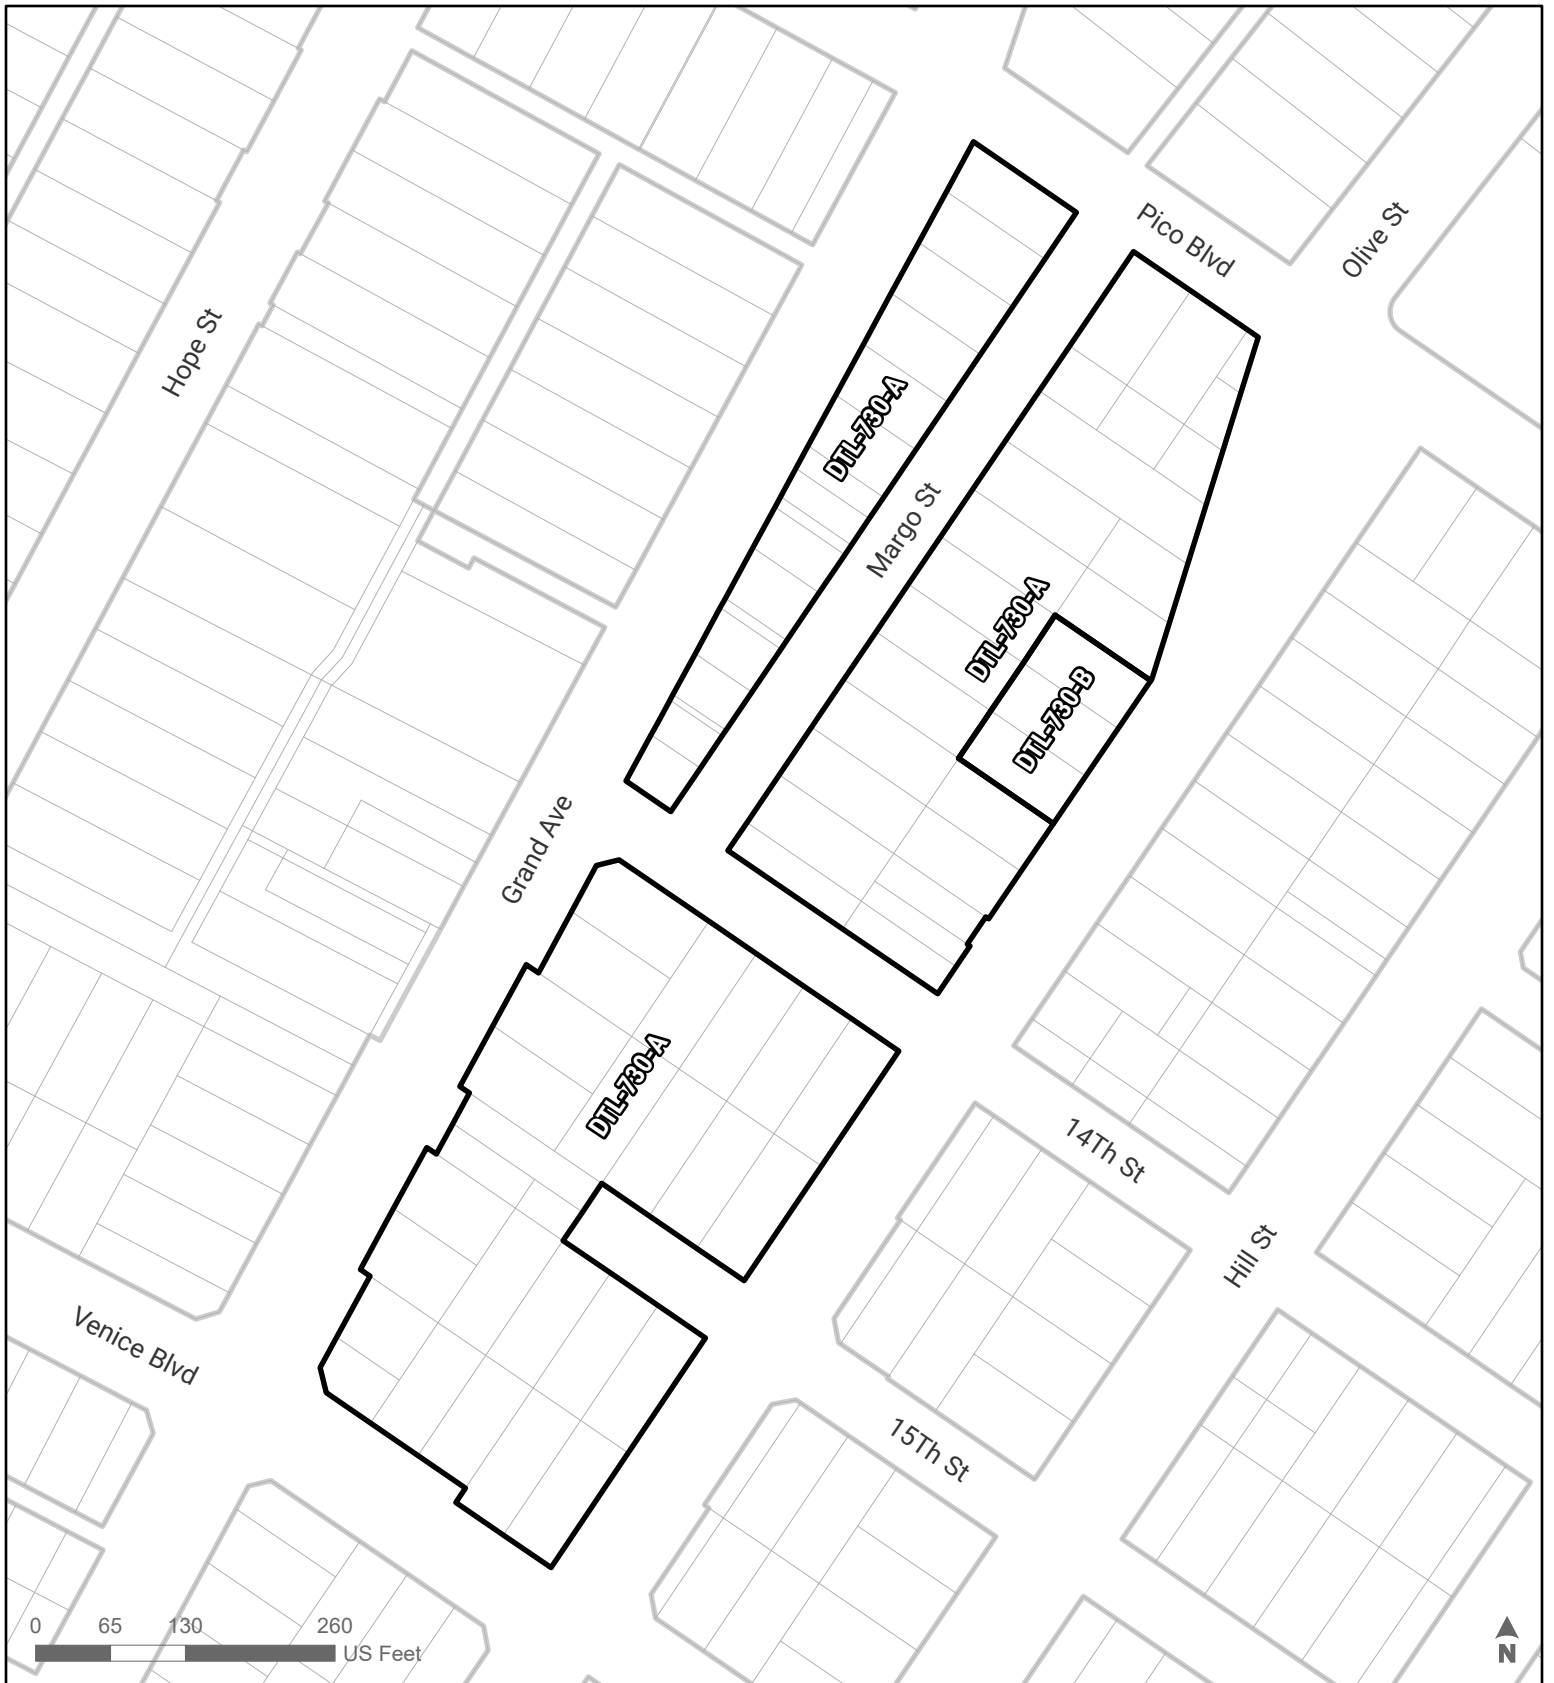 Pico Blvd
Olive St
Hope St
DTL-730-A
Margo St
DTL-730-A
DTL-730-B
Grand Ave
DTL-730-A
14Th St
Hill St
Venice Blvd
15Th St
0 65 130 260
US Feet
N